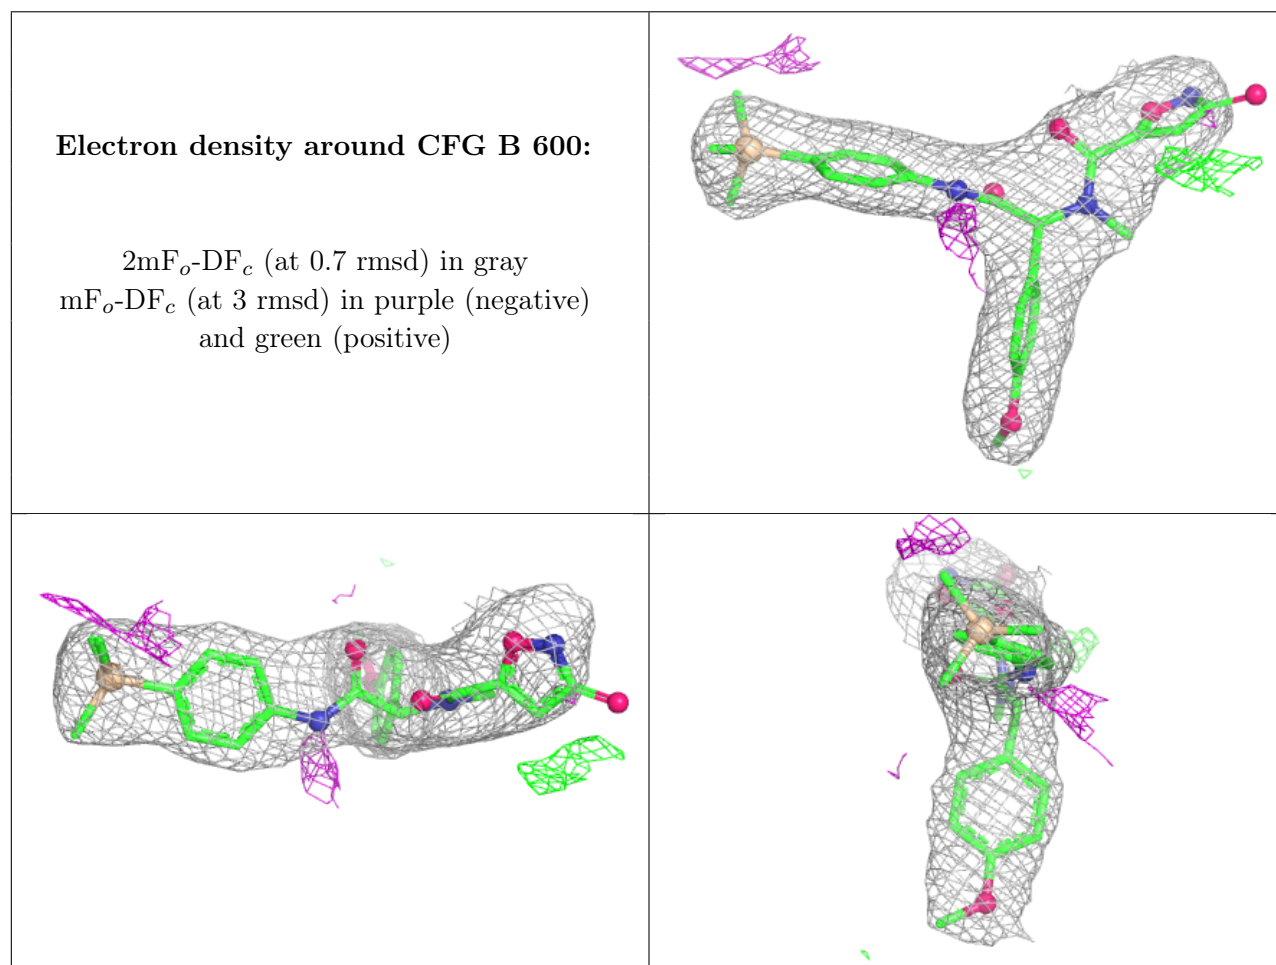 Electron density around CFG B 600:
2mFo-DFc (at 0.7 rmsd) in gray
mFo-DFc (at 3 rmsd) in purple (negative)
and green (positive)